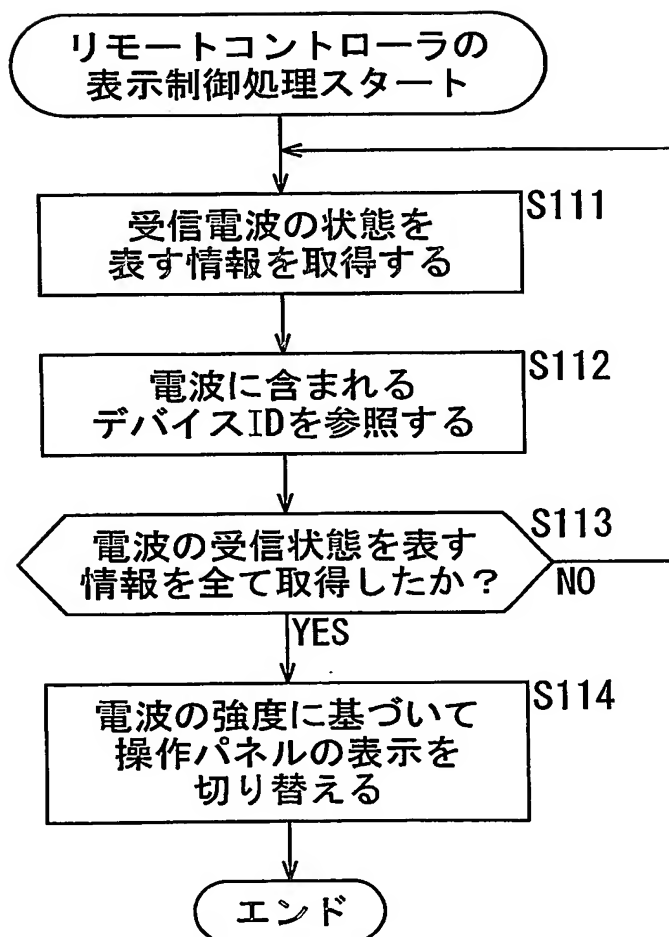 リモートコントローラの
表示制御処理スタート
S111
受信電波の状態を
表す情報を取得する
S112
電波に含まれる
デバイスIDを参照する
S113
電波の受信状態を表す
情報を全て取得したか?
NO
YES
S114
電波の強度に基づいて
操作パネルの表示を
切り替える
エンド